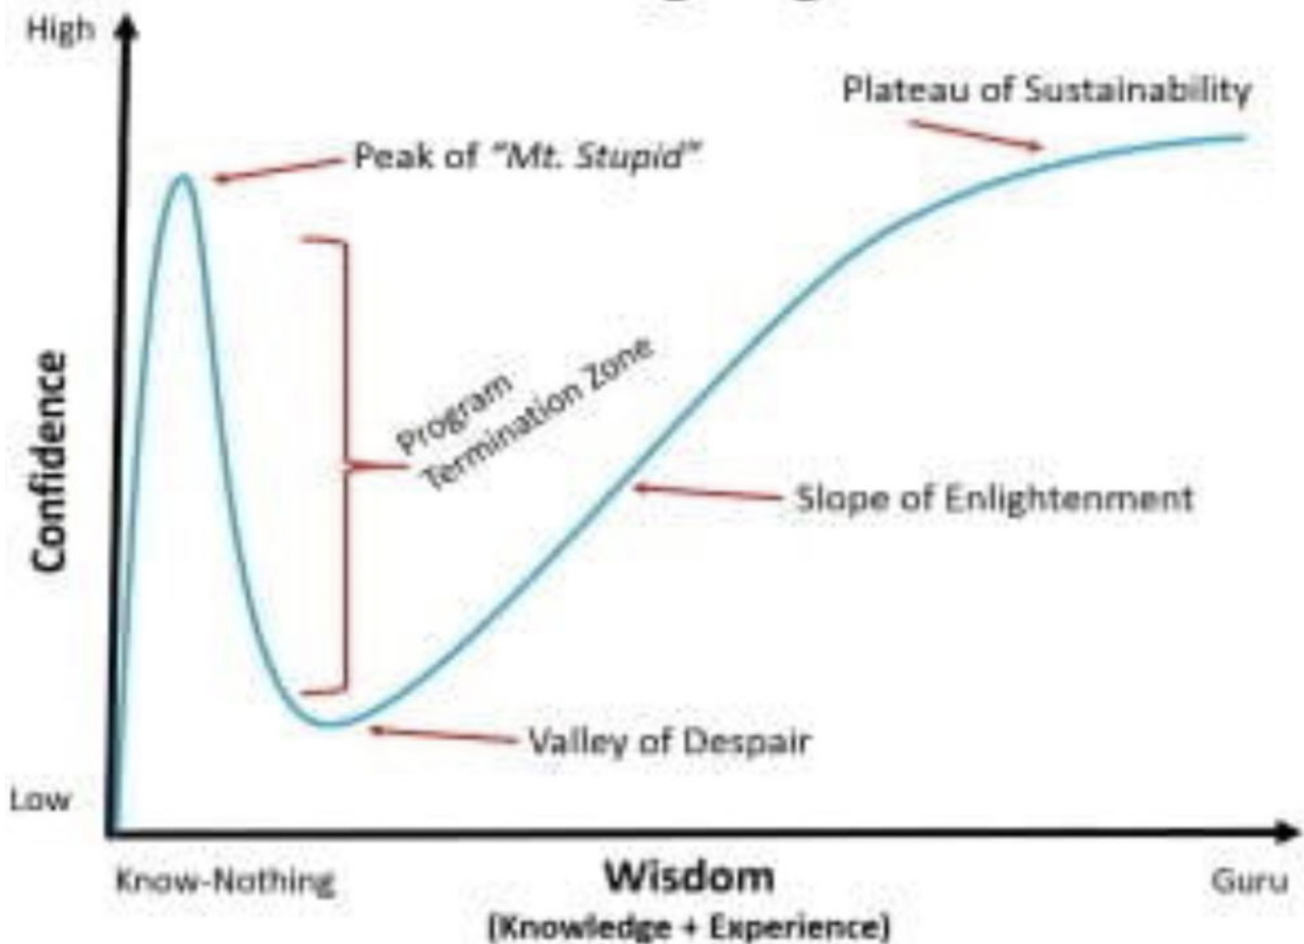 High
Plateau of Sustainability
Peak of "Mt. Stupid"
Program
Termination Zone
Confidence
Slope of Enlightenment
Valley of Despair
Low
Know-Nothing
Wisdom
Guru
(Knowledge + Experience)